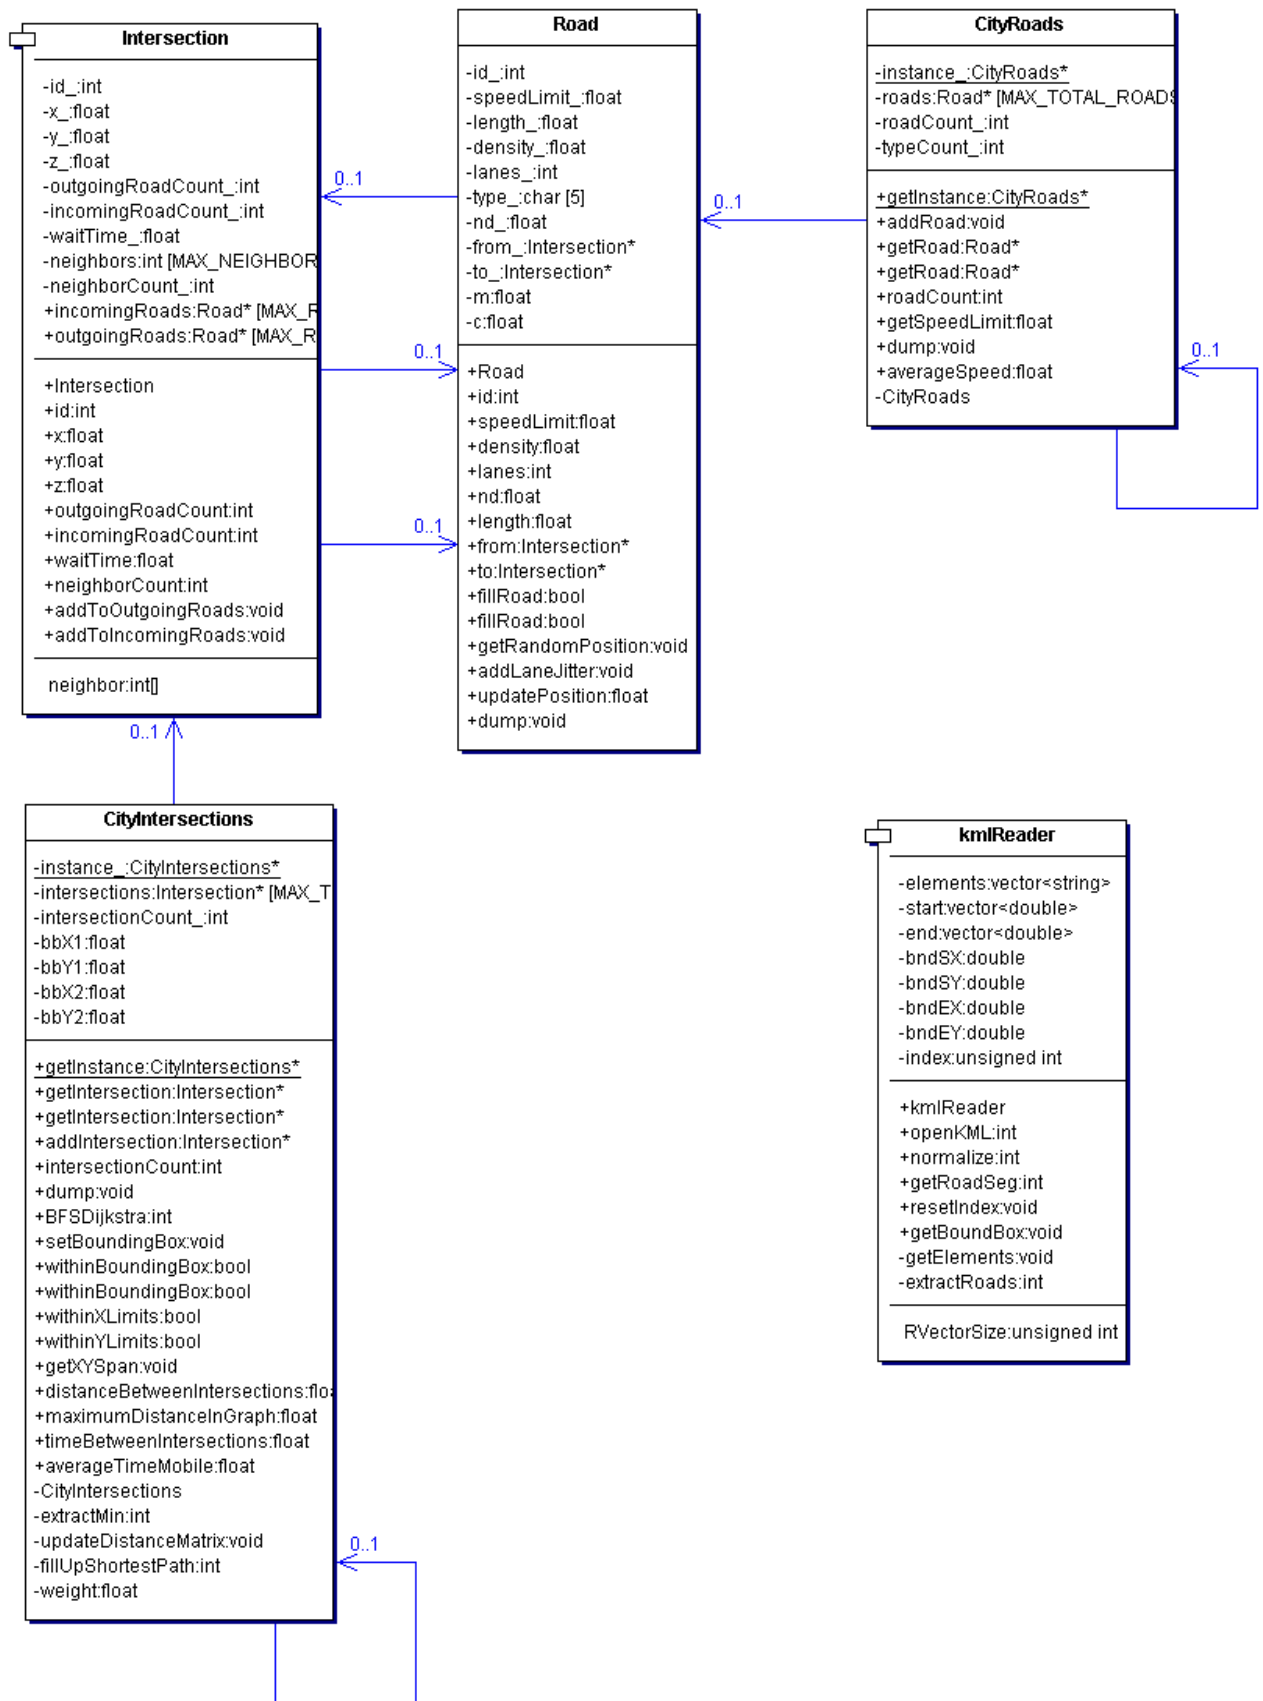 Intersection
-id_:int
-x_:float
-y_:float
-z_:float
-outgoingRoadCount_:int
-incomingRoadCount_:int
-waitTime_:float
-neighbors:int [MAX_NEIGHBOR
-neighborCount_:int
+incomingRoads:Road* [MAX_R
+outgoingRoads:Road* [MAX_R
+Intersection
+id:int
+x:float
+y:float
+z:float
+outgoingRoadCount:int
+incomingRoadCount:int
+waitTime:float
+neighborCount:int
+addToOutgoingRoads:void
+addToIncomingRoads:void
neighbor:int[]
0..1
0..1
0..1
0..1
Road
-id_:int
-speedLimit_:float
-length_:float
-density_:float
-lanes_:int
-type_:char [5]
-nd_:float
-from_:Intersection*
-to_:Intersection*
-m:float
-c:float
+Road
+id:int
+speedLimit:float
+density:float
+lanes:int
+nd:float
+length:float
+from:Intersection*
+to:Intersection*
+fillRoad:bool
+fillRoad:bool
+getRandomPosition:void
+addLaneJitter:void
+updatePosition:float
+dump:void
0..1
CityRoads
-instance_:CityRoads*
-roads:Road* [MAX_TOTAL_ROADS
-roadCount_:int
-typeCount_:int
+getInstance:CityRoads*
+addRoad:void
+getRoad:Road*
+getRoad:Road*
+roadCount:int
+getSpeedLimit:float
+dump:void
+averageSpeed:float
-CityRoads
0..1
CityIntersections
-instance_:CityIntersections*
-intersections:Intersection* [MAX_T
-intersectionCount_:int
-bbX1:float
-bbY1:float
-bbX2:float
-bbY2:float
+getInstance:CityIntersections*
+getIntersection:Intersection*
+getIntersection:Intersection*
+addIntersection:Intersection*
+intersectionCount:int
+dump:void
+BFSDijkstra:int
+setBoundingBox:void
+withinBoundingBox:bool
+withinBoundingBox:bool
+withinXLimits:bool
+withinYLimits:bool
+getXYSpan:void
+distanceBetweenIntersections:floa
+maximumDistanceInGraph:float
+timeBetweenIntersections:float
+averageTimeMobile:float
-CityIntersections
-extractMin:int
-updateDistanceMatrix:void
-fillUpShortestPath:int
-weight:float
0..1
kmlReader
-elements:vector<string>
-start:vector<double>
-end:vector<double>
-bndSX:double
-bndSY:double
-bndEX:double
-bndEY:double
-index:unsigned int
+kmlReader
+openKML:int
+normalize:int
+getRoadSeg:int
+resetIndex:void
+getBoundBox:void
-getElements:void
-extractRoads:int
RVectorSize:unsigned int